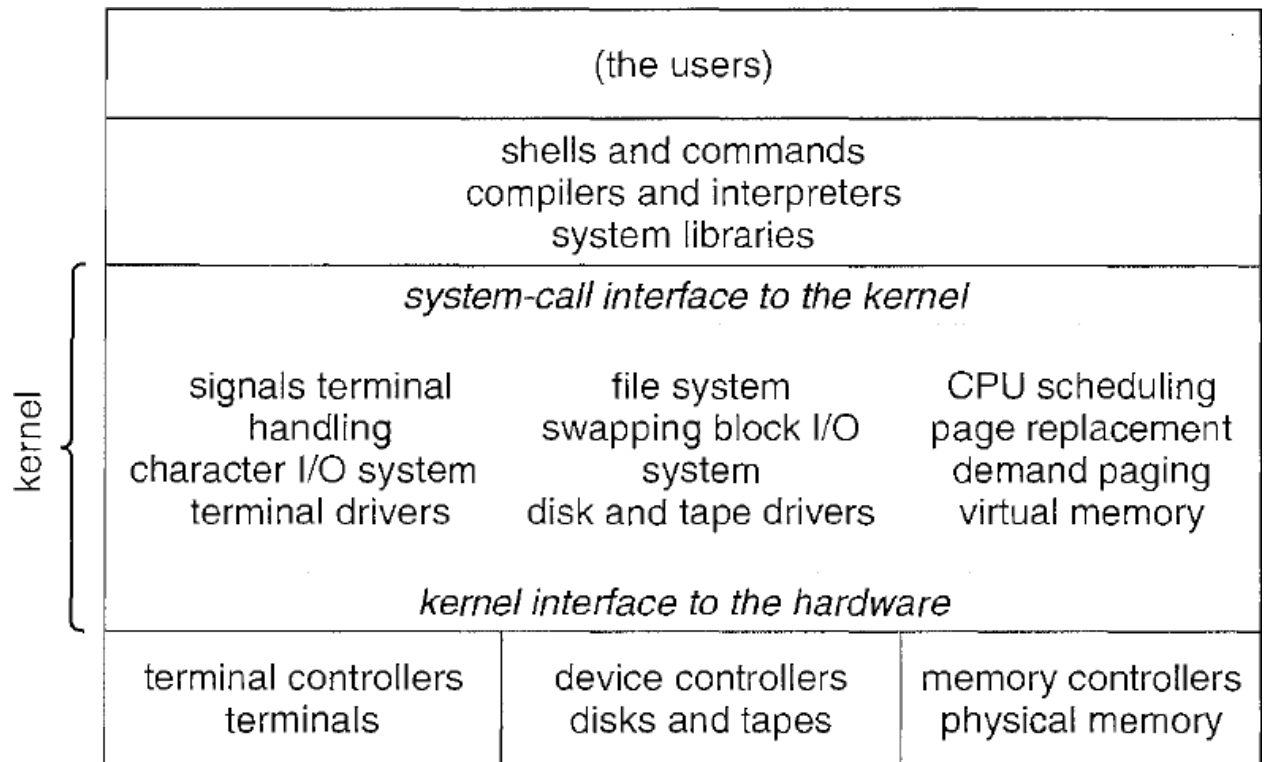 (the users)
shells and commands
compilers and interpreters
system libraries
kernel
system-call interface to the kernel
signals terminal
handling
character I/O system
terminal drivers
file system
swapping block I/O
system
disk and tape drivers
CPU scheduling
page replacement
demand paging
virtual memory
kernel interface to the hardware
terminal controllers
terminals
device controllers
disks and tapes
memory controllers
physical memory